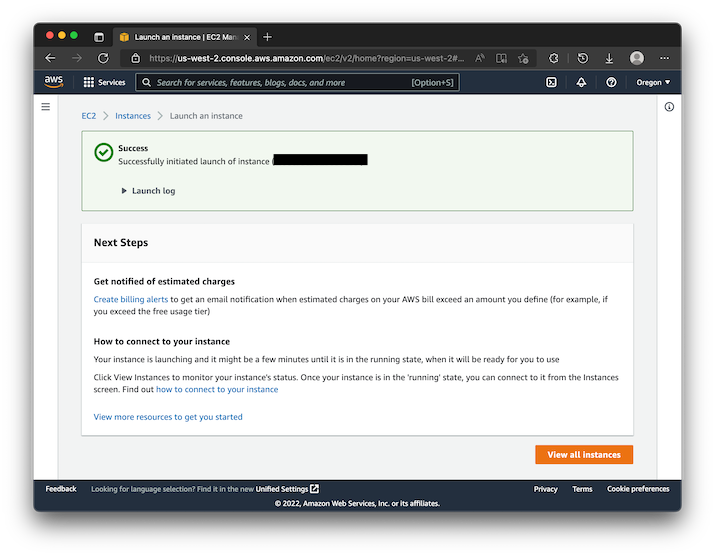 Launch an instance | EC2 Man
https://us-west-2.console.aws.amazon.com/ec2/v2/home?region=us-west-2#...
aws
Services
Search for services, features, blogs, docs, and more
[Option+S]
Oregon
EC2 > Instances > Launch an instance
Success
Successfully initiated launch of instance (
Launch log
Next Steps
Get notified of estimated charges
Create billing alerts to get an email notification when estimated charges on your AWS bill exceed an amount you define (for example, if
you exceed the free usage tier)
How to connect to your instance
Your instance is launching and it might be a few minutes until it is in the running state, when it will be ready for you to use
Click View Instances to monitor your instance's status. Once your instance is in the 'running' state, you can connect to it from the Instances
screen. Find out how to connect to your instance
View more resources to get you started
View all instances
Feedback
Looking for language selection? Find it in the new Unified Settings
Privacy
Terms
Cookie preferences
© 2022, Amazon Web Services, Inc. or its affiliates.